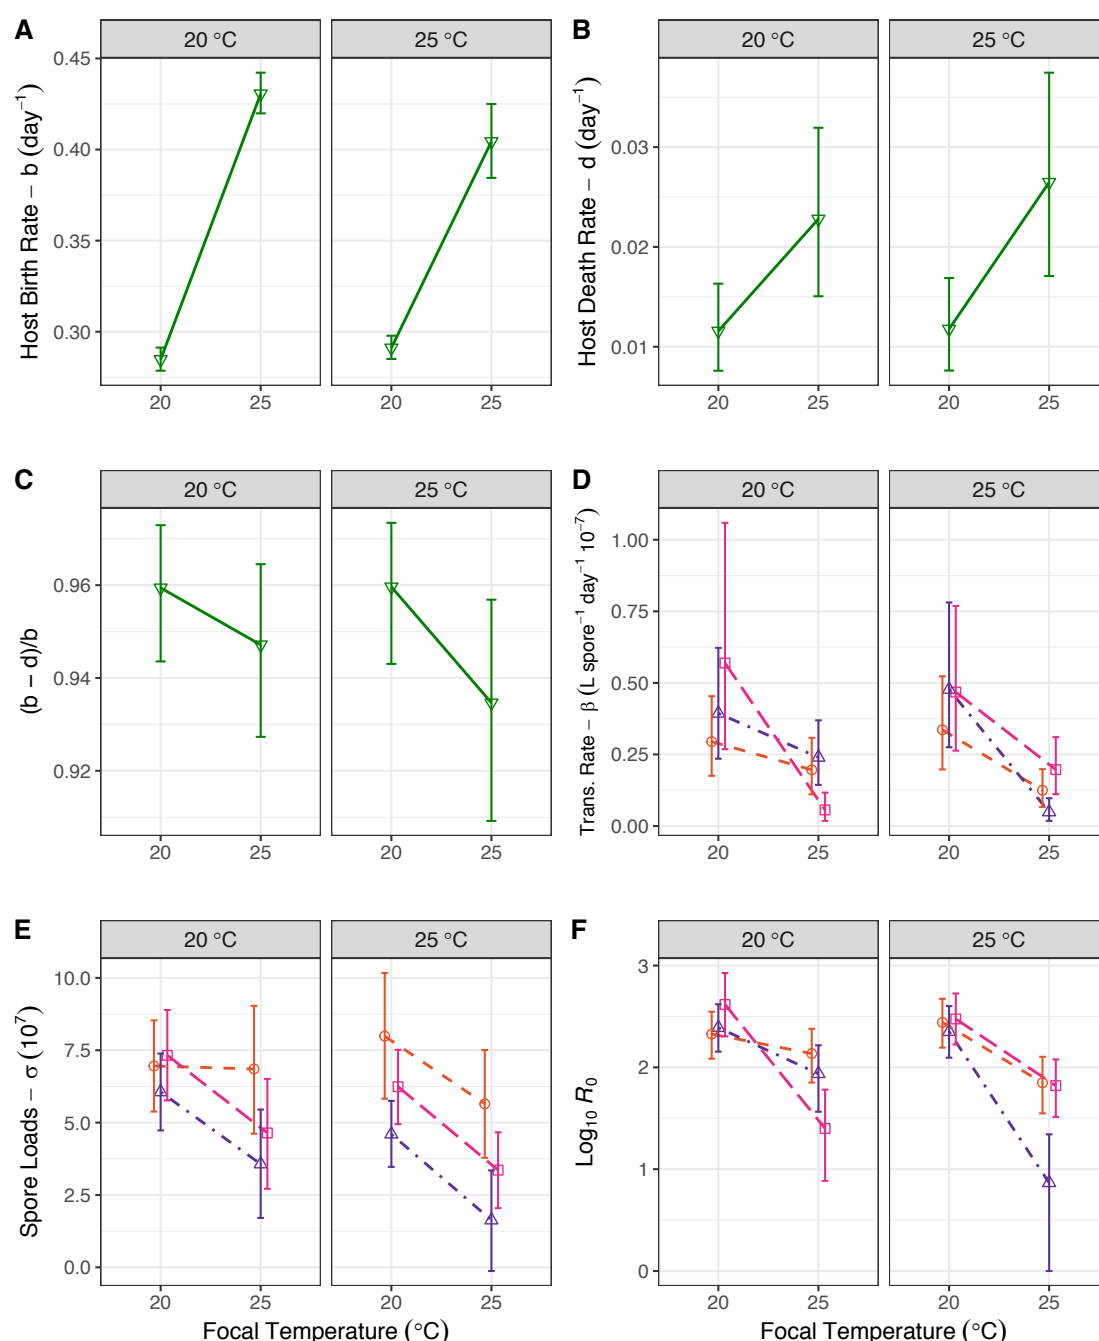 A
20 °C
25 °C
Host Birth Rate − b (day⁻¹)
0.45
0.40
0.35
0.30
20
25
20
25
B
20 °C
25 °C
Host Death Rate − d (day⁻¹)
0.03
0.02
0.01
20
25
20
25
C
20 °C
25 °C
(b − d)/b
0.96
0.94
0.92
20
25
20
25
D
20 °C
25 °C
Trans. Rate − β (L spore⁻¹ day⁻¹ 10⁻⁷)
1.00
0.75
0.50
0.25
0.00
20
25
20
25
E
20 °C
25 °C
Spore Loads − σ (10⁷)
10.0
7.5
5.0
2.5
0.0
20
25
20
25
Focal Temperature (°C)
F
20 °C
25 °C
Log₁₀ R₀
3
2
1
0
20
25
20
25
Focal Temperature (°C)